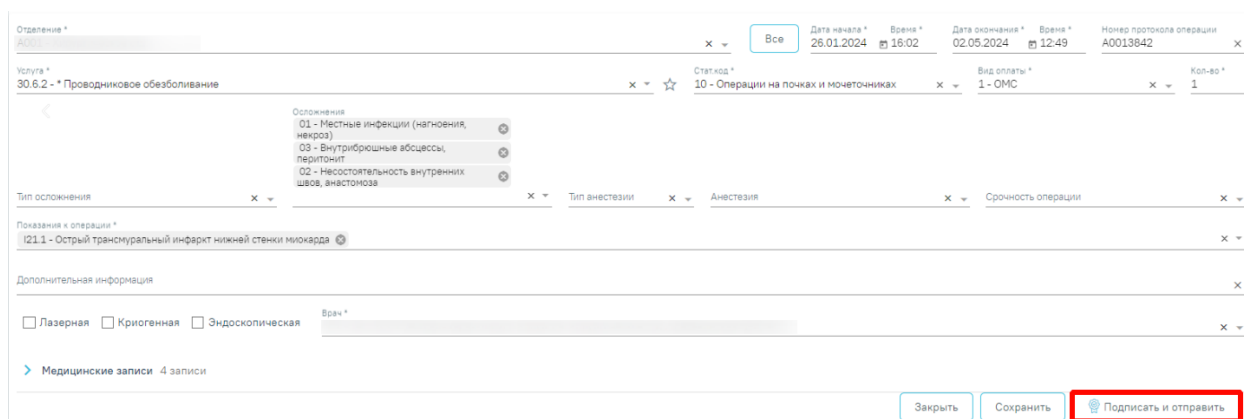 Отделение *
Все
Дата начала * Время * Дата окончания * Время * Номер протокола операции
26.01.2024 16:02 02.05.2024 12:49 A0013842
Услуга *
30.6.2 - * Проводниковое обезболивание
Стат.код *
10 - Операции на почках и мочеточниках
Вид оплаты *
1 - ОМС
Кол-во *
1
Осложнения
01 - Местные инфекции (нагноения,
некроз)
03 - Внутрибрюшные абсцессы,
перитонит
02 - Несостоятельность внутренних
швов, анастомоза
Тип осложнения Тип анестезии Анестезия Срочность операции
Показания к операции *
I21.1 - Острый трансмуральный инфаркт нижней стенки миокарда
Дополнительная информация
Лазерная Криогенная Эндоскопическая
Врач *
Медицинские записи 4 записи
Закрыть Сохранить Подписать и отправить